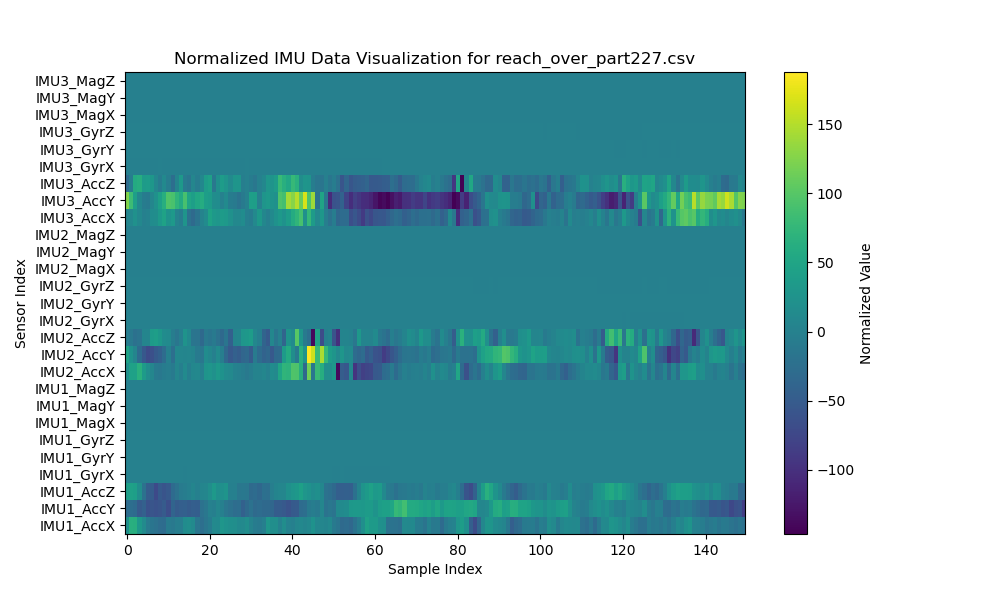 Normalized IMU Data Visualization for reach_over_part227.csv
IMU3_MagZ
IMU3_MagY
IMU3_MagX
IMU3_GyrZ
IMU3_GyrY
IMU3_GyrX
IMU3_AccZ
IMU3_AccY
IMU3_AccX
IMU2_MagZ
IMU2_MagY
IMU2_MagX
IMU2_GyrZ
IMU2_GyrY
IMU2_GyrX
IMU2_AccZ
IMU2_AccY
IMU2_AccX
IMU1_MagZ
IMU1_MagY
IMU1_MagX
IMU1_GyrZ
IMU1_GyrY
IMU1_GyrX
IMU1_AccZ
IMU1_AccY
IMU1_AccX
Sensor Index
0 20 40 60 80 100 120 140
Sample Index
150
100
50
0
−50
−100
Normalized Value